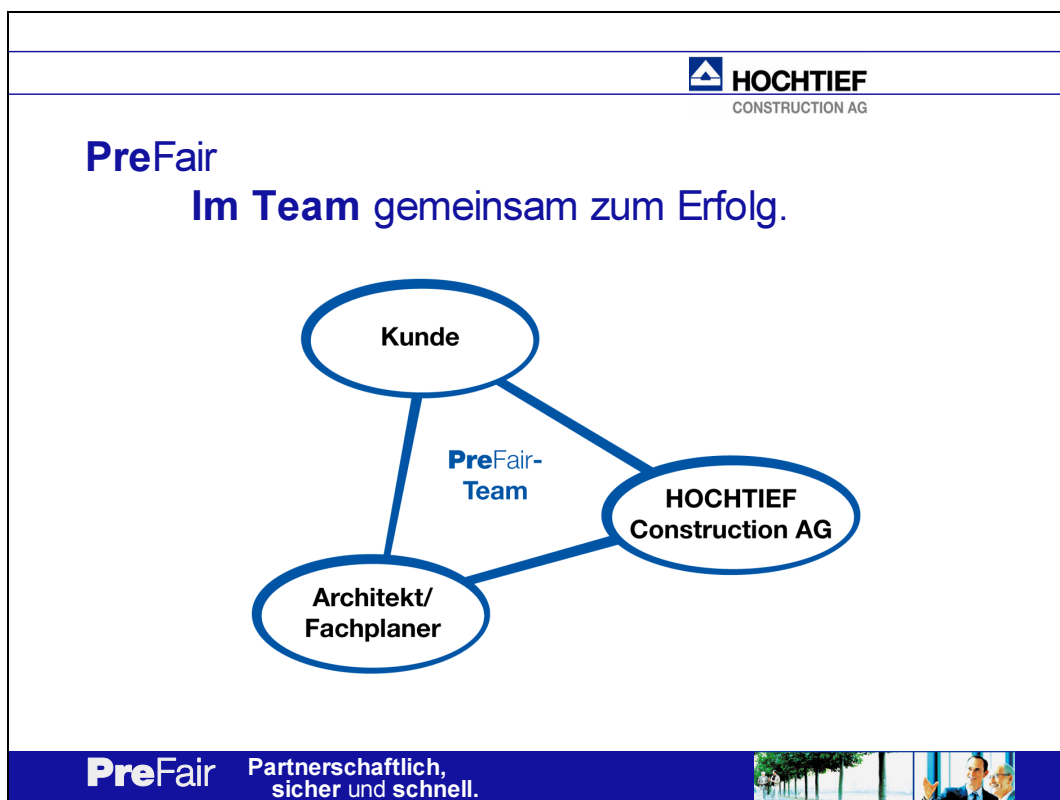 HOCHTIEF
CONSTRUCTION AG
PreFair
Im Team gemeinsam zum Erfolg.
Kunde
PreFair-
Team
HOCHTIEF
Construction AG
Architekt/
Fachplaner
PreFair
Partnerschaftlich,
sicher und schnell.